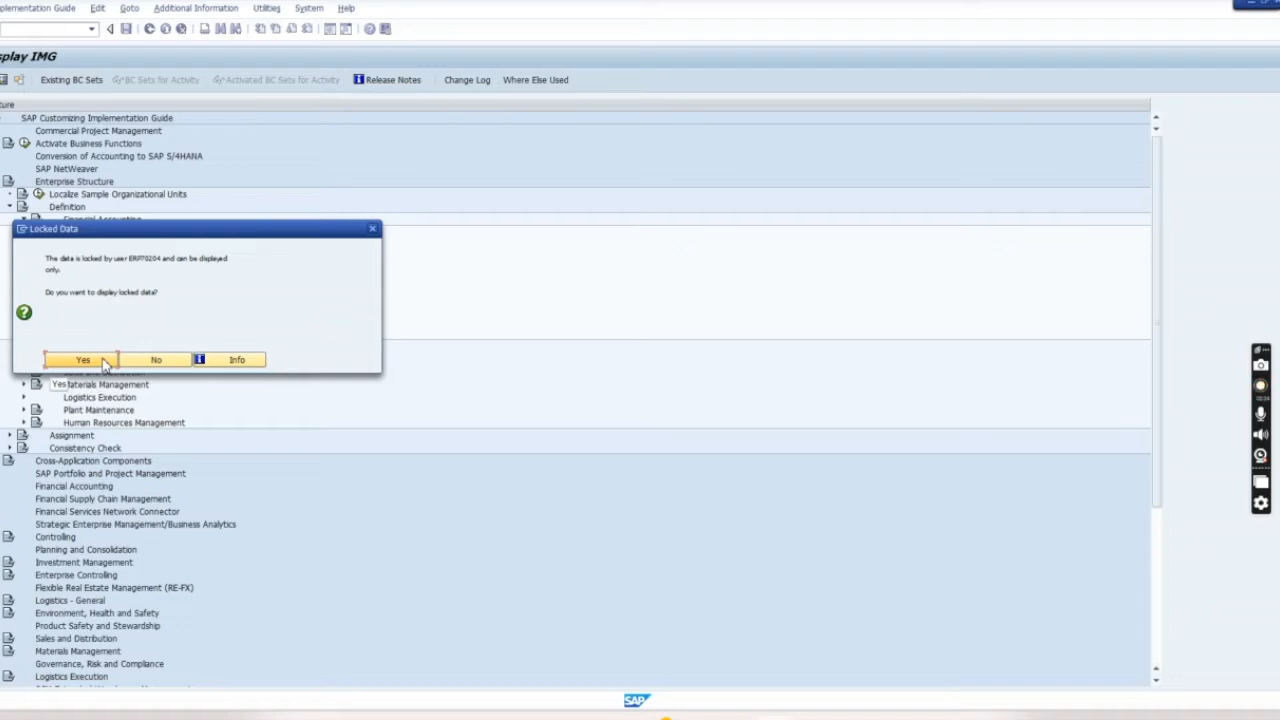 plementation Guide Edit Goto Additional Information Utilities System Help
splay IMG
Existing BC Sets BC Sets for Activity Activated BC Sets for Activity Release Notes Change Log Where Else Used
ture
SAP Customizing Implementation Guide
Commercial Project Management
Activate Business Functions
Conversion of Accounting to SAP S/4HANA
SAP NetWeaver
Enterprise Structure
Localize Sample Organizational Units
Definition
Financial Accounting
Locked Data
The data is locked by user ERP70204 and can be displayed
only.
Do you want to display locked data?
Yes No Info
Yes
Materials Management
Logistics Execution
Plant Maintenance
Human Resources Management
Assignment
Consistency Check
Cross-Application Components
SAP Portfolio and Project Management
Financial Accounting
Financial Supply Chain Management
Financial Services Network Connector
Strategic Enterprise Management/Business Analytics
Controlling
Planning and Consolidation
Investment Management
Enterprise Controlling
Flexible Real Estate Management (RE-FX)
Logistics - General
Environment, Health and Safety
Product Safety and Stewardship
Sales and Distribution
Materials Management
Governance, Risk and Compliance
Logistics Execution
SAP